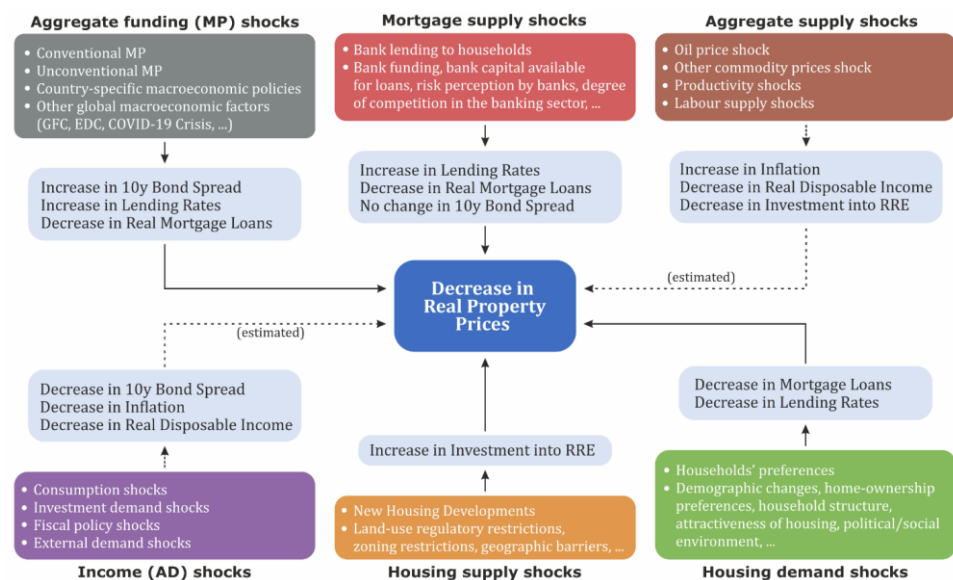 Aggregate funding (MP) shocks
• Conventional MP
• Unconventional MP
• Country-specific macroeconomic policies
• Other global macroeconomic factors
(GFC, EDC, COVID-19 Crisis, ...)
Increase in 10y Bond Spread
Increase in Lending Rates
Decrease in Real Mortgage Loans
Mortgage supply shocks
• Bank lending to households
• Bank funding, bank capital available
for loans, risk perception by banks, degree
of competition in the banking sector, ...
Increase in Lending Rates
Decrease in Real Mortgage Loans
No change in 10y Bond Spread
Aggregate supply shocks
• Oil price shock
• Other commodity prices shock
• Productivity shocks
• Labour supply shocks
Increase in Inflation
Decrease in Real Disposable Income
Decrease in Investment into RRE
(estimated)
Decrease in
Real Property
Prices
(estimated)
Decrease in 10y Bond Spread
Decrease in Inflation
Decrease in Real Disposable Income
• Consumption shocks
• Investment demand shocks
• Fiscal policy shocks
• External demand shocks
Income (AD) shocks
Increase in Investment into RRE
• New Housing Developments
• Land-use regulatory restrictions,
zoning restrictions, geographic barriers, ...
Housing supply shocks
Decrease in Mortgage Loans
Decrease in Lending Rates
• Households' preferences
• Demographic changes, home-ownership
preferences, household structure,
attractiveness of housing, political/social
environment, ...
Housing demand shocks